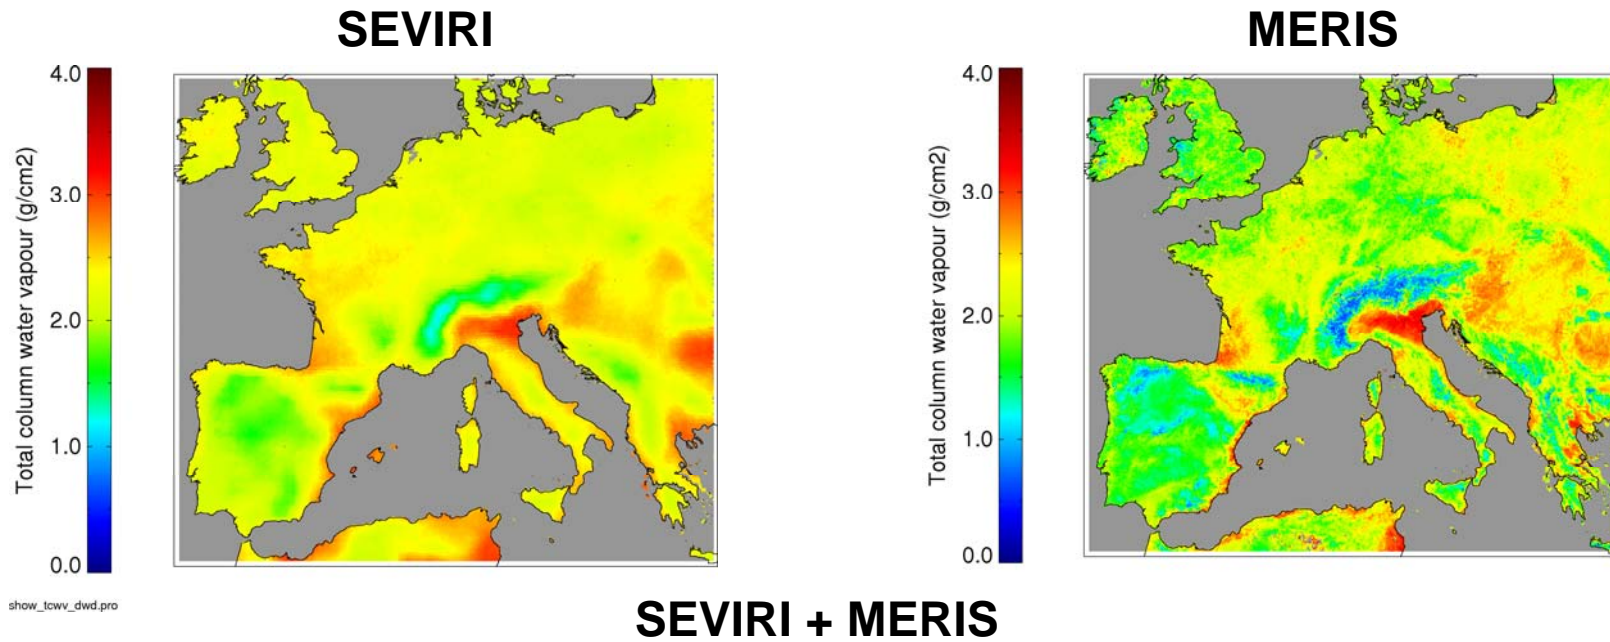 SEVIRI
MERIS
4.0
3.0
2.0
1.0
0.0
Total column water vapour (g/cm2)
4.0
3.0
2.0
1.0
0.0
Total column water vapour (g/cm2)
show_tcwv_dwd.pro
SEVIRI + MERIS